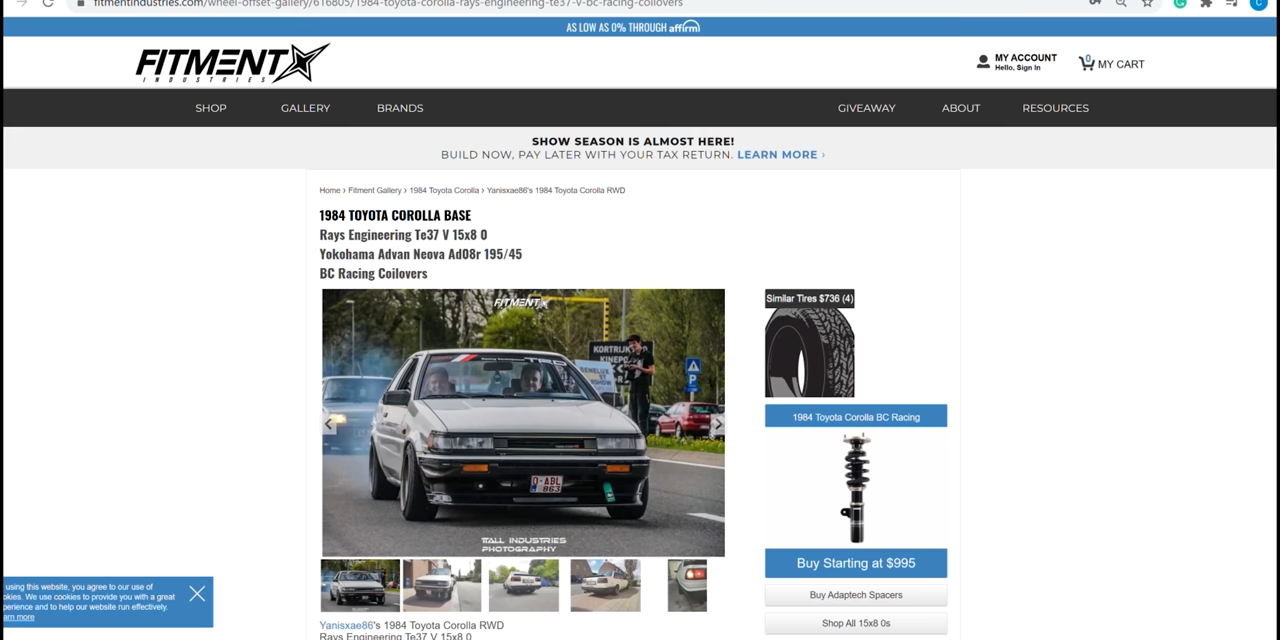 fitmentindustries.com/wheel-offset-gallery/616805/1984-toyota-corolla-rays-engineering-te37-v-bc-racing-coilovers
AS LOW AS 0% THROUGH affirm
FITMENT
INDUSTRIES
MY ACCOUNT
Hello, Sign In
0
MY CART
SHOP
GALLERY
BRANDS
GIVEAWAY
ABOUT
RESOURCES
SHOW SEASON IS ALMOST HERE!
BUILD NOW, PAY LATER WITH YOUR TAX RETURN. LEARN MORE ›
Home › Fitment Gallery › 1984 Toyota Corolla › Yanisxae86's 1984 Toyota Corolla RWD
1984 TOYOTA COROLLA BASE
Rays Engineering Te37 V 15x8 0
Yokohama Advan Neova Ad08r 195/45
BC Racing Coilovers
FITMENT
KORTRIJK
KINEPO
BENELUX
P
O-ABL
863
TALL INDUSTRIES
PHOTOGRAPHY
Similar Tires $736 (4)
1984 Toyota Corolla BC Racing
Buy Starting at $995
Buy Adaptech Spacers
Shop All 15x8 0s
using this website, you agree to our use of
okies. We use cookies to provide you with a great
perience and to help our website run effectively.
arn more
Yanisxae86's 1984 Toyota Corolla RWD
Rays Engineering Te37 V 15x8 0